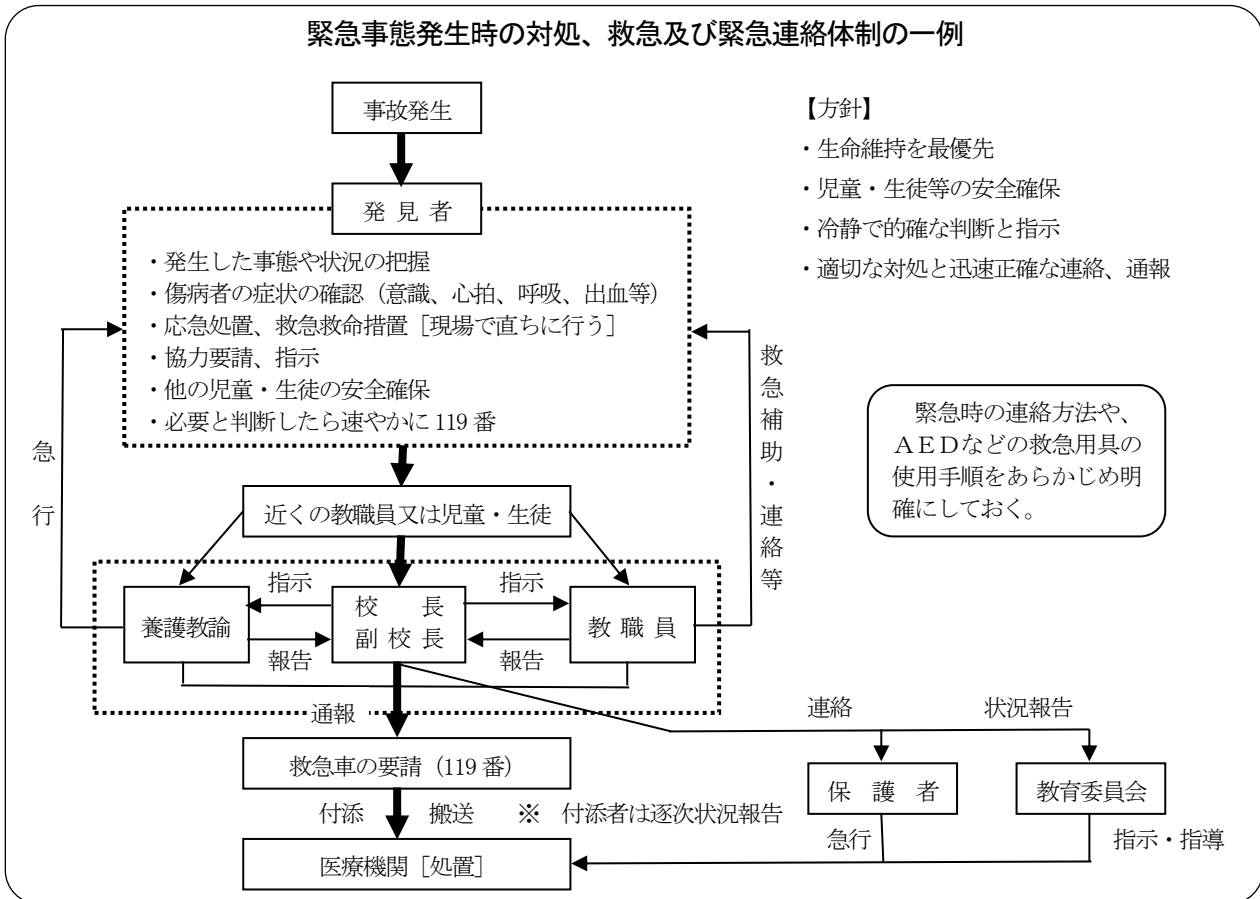 緊急事態発生時の対処、救急及び緊急連絡体制の一例
事故発生
【方針】
・生命維持を最優先
・児童・生徒等の安全確保
・冷静で的確な判断と指示
・適切な対処と迅速正確な連絡、通報
発見者
・発生した事態や状況の把握
・傷病者の症状の確認（意識、心拍、呼吸、出血等）
・応急処置、救急救命措置［現場で直ちに行う］
・協力要請、指示
・他の児童・生徒の安全確保
・必要と判断したら速やかに119番
急行
救急補助・連絡等
緊急時の連絡方法や、
ＡＥＤなどの救急用具の
使用手順をあらかじめ明
確にしておく。
近くの教職員又は児童・生徒
指示
指示
養護教諭
校長
副校長
教職員
報告
報告
通報
連絡
状況報告
救急車の要請（119番）
保護者
教育委員会
付添
搬送
※ 付添者は逐次状況報告
急行
指示・指導
医療機関［処置］